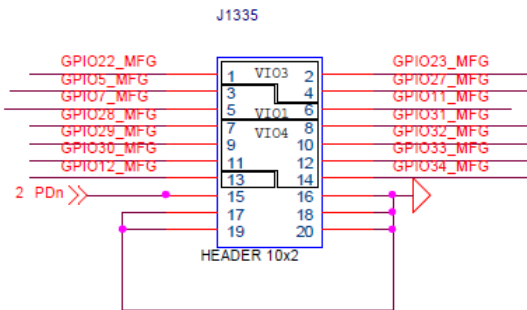 J1335
GPIO22_MFG GPIO23_MFG
1 VIO3 2
GPIO5_MFG GPIO27_MFG
3 4
GPIO7_MFG GPIO11_MFG
5 VIO1 6
GPIO28_MFG GPIO31_MFG
7 VIO4 8
GPIO29_MFG GPIO32_MFG
9 10
GPIO30_MFG GPIO33_MFG
11 12
GPIO12_MFG GPIO34_MFG
13 14
2 PDn 15 16
17 18
19 20
HEADER 10x2